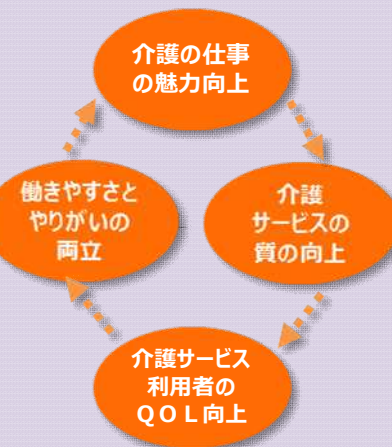 介護の仕事
の魅力向上
働きやすさと
やりがいの
両立
介護
サービスの
質の向上
介護サービス
利用者の
ＱＯＬ向上